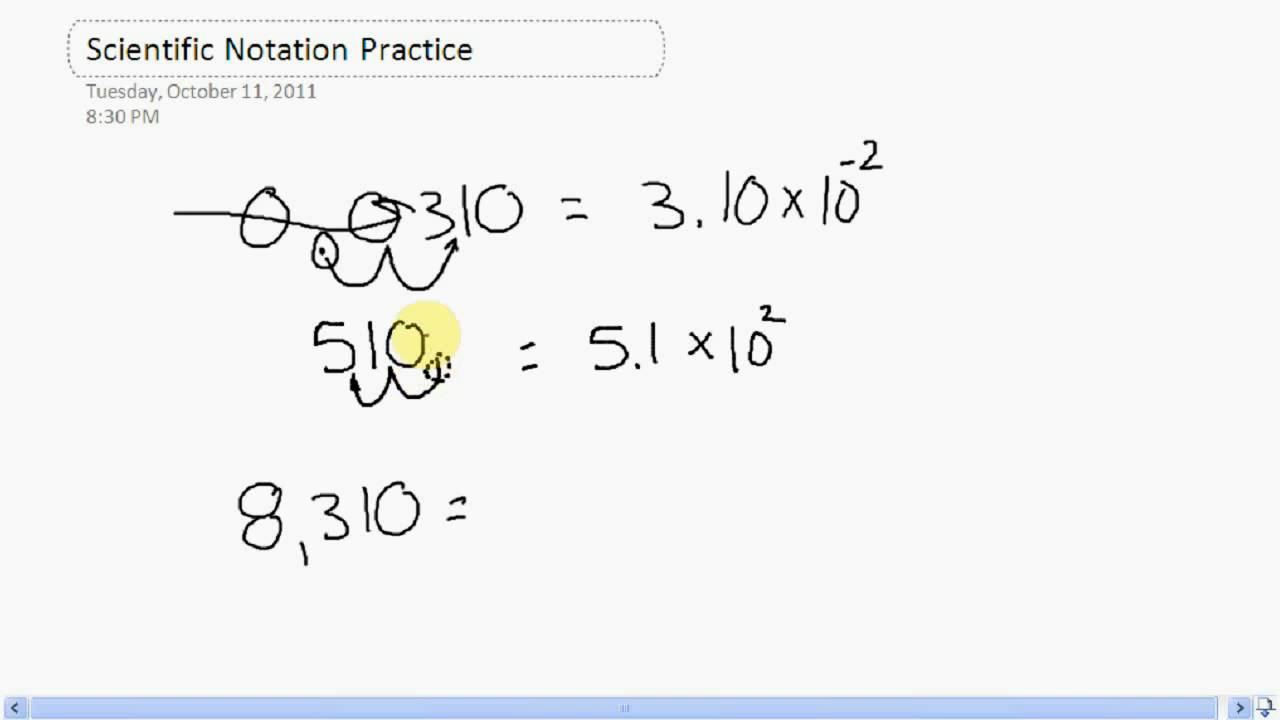 Scientific Notation Practice
Tuesday, October 11, 2011
8:30 PM
0.0310 = 3.10 × 10⁻²
510. = 5.1 × 10²
8,310 =